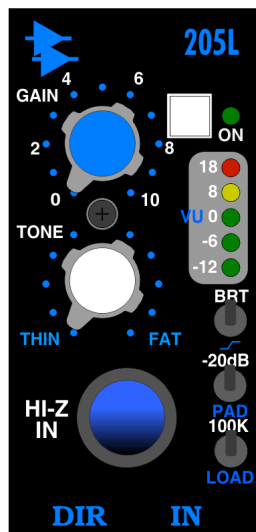 205L
4 6
GAIN
2 8
ON
0 10
18
8
VU 0
-6
-12
TONE
THIN FAT
BRT
-20dB
PAD
100K
LOAD
HI-Z
IN
DIR IN